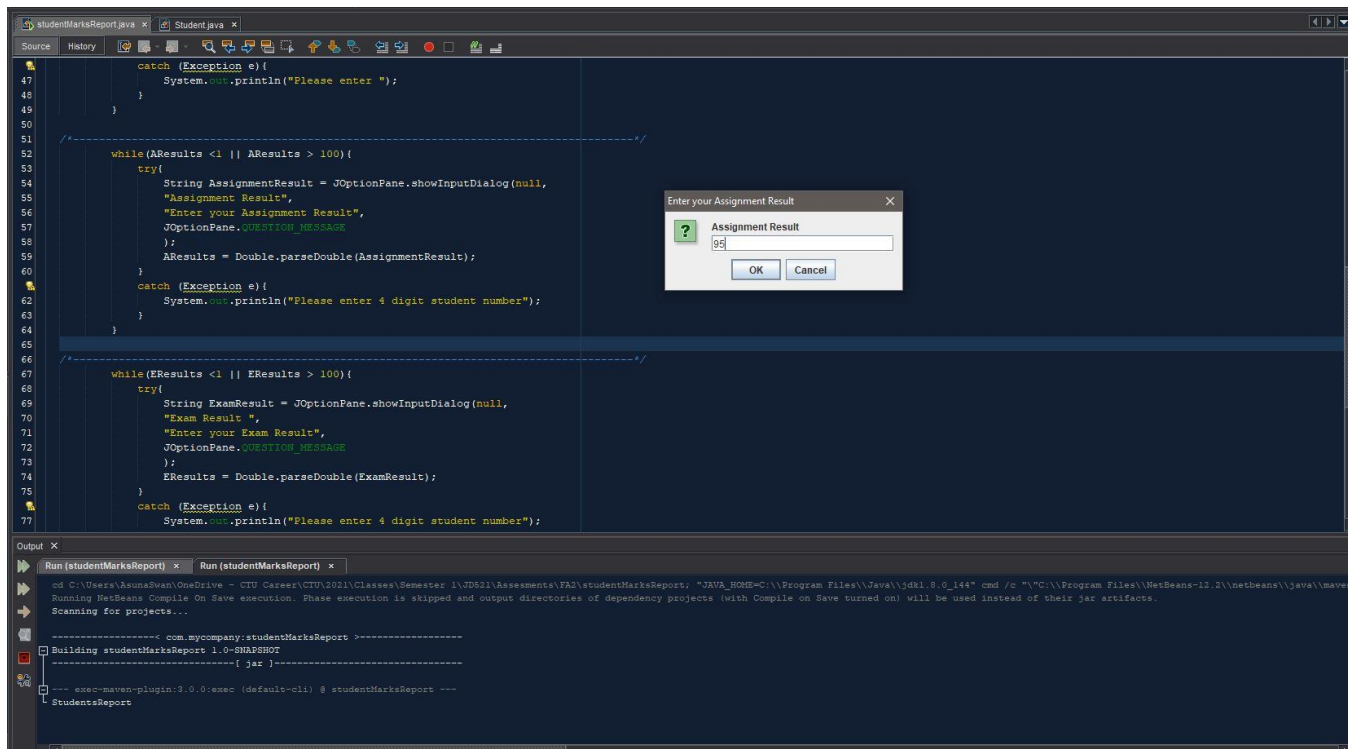 studentMarksReport.java × Student.java ×
Source History
catch (Exception e){
47 System.out.println("Please enter ");
48 }
49 }
50
51 /*--------------------------------------------------------------------------------------*/
52 while(AResults <1 || AResults > 100){
53 try{
54 String AssignmentResult = JOptionPane.showInputDialog(null,
55 "Assignment Result",
56 "Enter your Assignment Result",
57 JOptionPane.QUESTION_MESSAGE
58 );
59 AResults = Double.parseDouble(AssignmentResult);
60 }
catch (Exception e){
62 System.out.println("Please enter 4 digit student number");
63 }
64 }
65
66 /*--------------------------------------------------------------------------------------*/
67 while(EResults <1 || EResults > 100){
68 try{
69 String ExamResult = JOptionPane.showInputDialog(null,
70 "Exam Result ",
71 "Enter your Exam Result",
72 JOptionPane.QUESTION_MESSAGE
73 );
74 EResults = Double.parseDouble(ExamResult);
75 }
catch (Exception e){
77 System.out.println("Please enter 4 digit student number");
Enter your Assignment Result ×
? Assignment Result
95
OK Cancel
Output ×
Run (studentMarksReport) × Run (studentMarksReport) ×
cd C:\Users\AsunaSwan\OneDrive - CTU Career\CTU\2021\Classes\Semester 1\JD521\Assesments\FA2\studentMarksReport; "JAVA_HOME=C:\\Program Files\\Java\\jdk1.8.0_144" cmd /c "\"C:\\Program Files\\NetBeans-12.2\\netbeans\\java\\mave
Running NetBeans Compile On Save execution. Phase execution is skipped and output directories of dependency projects (with Compile on Save turned on) will be used instead of their jar artifacts.
Scanning for projects...
------------------< com.mycompany:studentMarksReport >------------------
Building studentMarksReport 1.0-SNAPSHOT
--------------------------------[ jar ]---------------------------------
--- exec-maven-plugin:3.0.0:exec (default-cli) @ studentMarksReport ---
StudentsReport